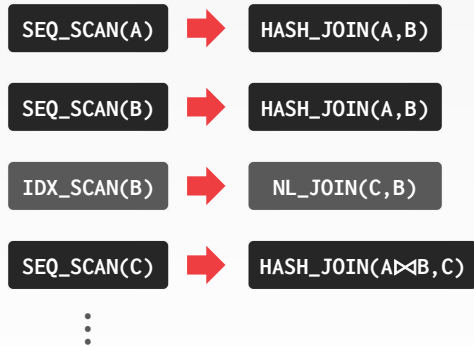 SEQ_SCAN(A) HASH_JOIN(A,B)
SEQ_SCAN(B) HASH_JOIN(A,B)
IDX_SCAN(B) NL_JOIN(C,B)
SEQ_SCAN(C) HASH_JOIN(A⋈B,C)
⋮